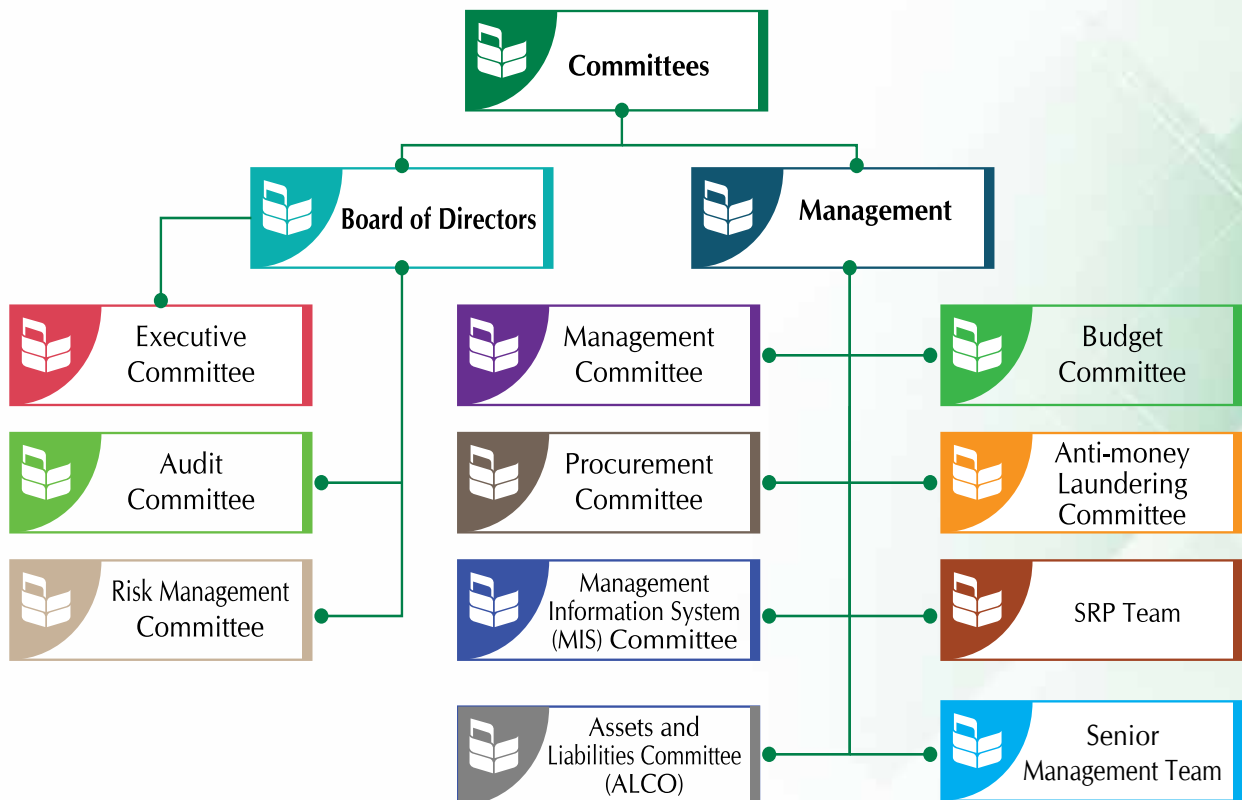 Committees
Board of Directors
Management
Executive
Committee
Audit
Committee
Risk Management
Committee
Management
Committee
Procurement
Committee
Management
Information System
(MIS) Committee
Assets and
Liabilities Committee
(ALCO)
Budget
Committee
Anti-money
Laundering
Committee
SRP Team
Senior
Management Team